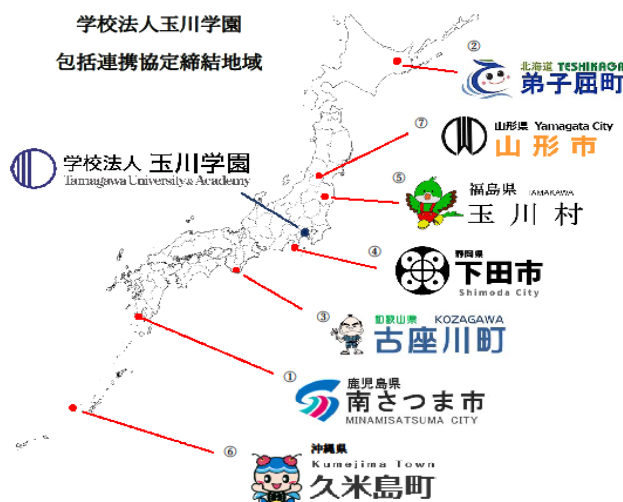 学校法人玉川学園
包括連携協定締結地域
②
北海道 TESHIKAGA
弟子屈町
⑦
山形県 Yamagata City
山形市
学校法人 玉川学園
Tamagawa University & Academy
⑤
福島県 TAMAKAWA
玉川村
④
静岡県
下田市
Shimoda City
③
和歌山県 KOZAGAWA
古座川町
①
鹿児島県
南さつま市
MINAMISATSUMA CITY
⑥
沖縄県
Kumejima Town
久米島町